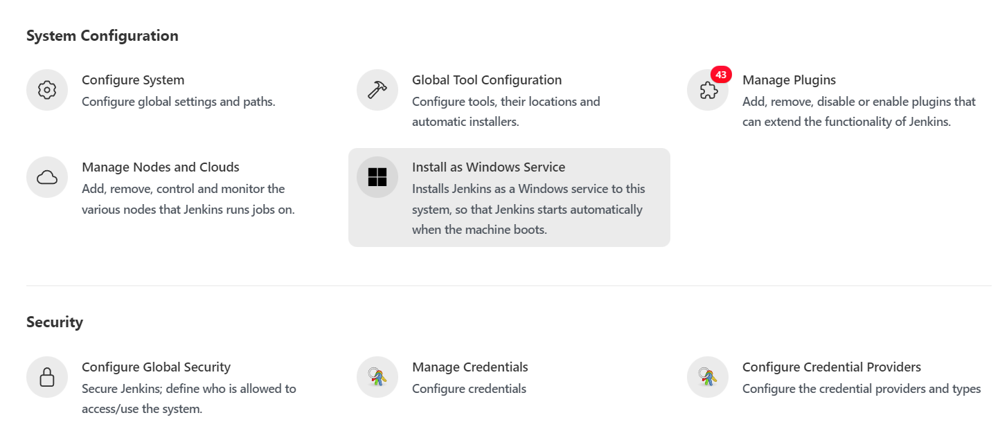 System Configuration
Configure System
Configure global settings and paths.
Global Tool Configuration
Configure tools, their locations and
automatic installers.
43
Manage Plugins
Add, remove, disable or enable plugins that
can extend the functionality of Jenkins.
Manage Nodes and Clouds
Add, remove, control and monitor the
various nodes that Jenkins runs jobs on.
Install as Windows Service
Installs Jenkins as a Windows service to this
system, so that Jenkins starts automatically
when the machine boots.
Security
Configure Global Security
Secure Jenkins; define who is allowed to
access/use the system.
Manage Credentials
Configure credentials
Configure Credential Providers
Configure the credential providers and types